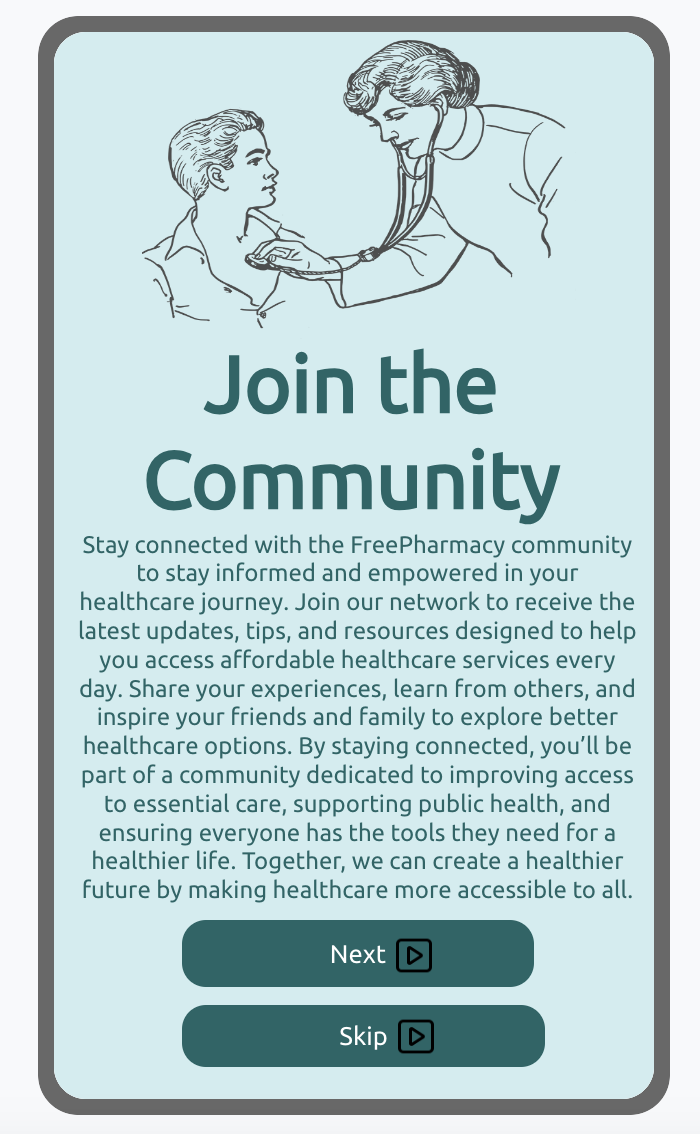 Join the
Community
Stay connected with the FreePharmacy community
to stay informed and empowered in your
healthcare journey. Join our network to receive the
latest updates, tips, and resources designed to help
you access affordable healthcare services every
day. Share your experiences, learn from others, and
inspire your friends and family to explore better
healthcare options. By staying connected, you’ll be
part of a community dedicated to improving access
to essential care, supporting public health, and
ensuring everyone has the tools they need for a
healthier life. Together, we can create a healthier
future by making healthcare more accessible to all.
Next
Skip